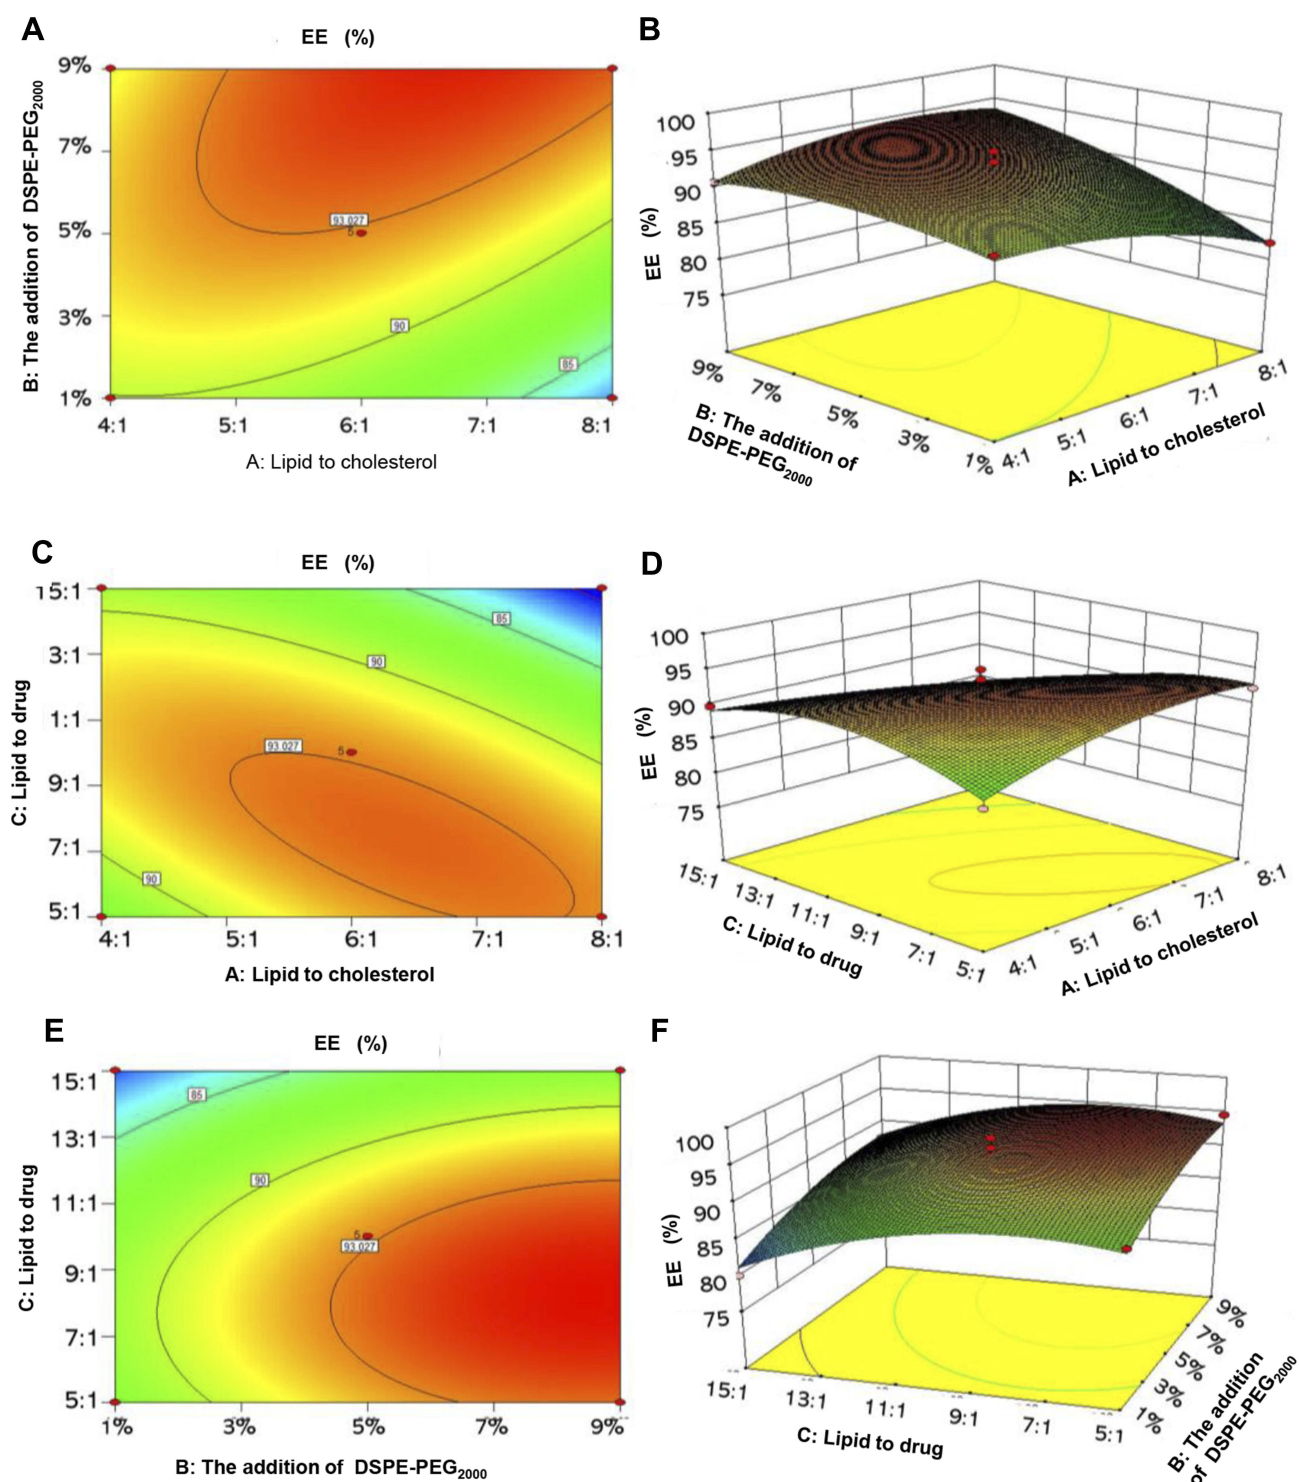 A
EE (%)
9%
7%
5%
3%
1%
B: The addition of DSPE-PEG2000
93.027
5
90
85
4:1 5:1 6:1 7:1 8:1
A: Lipid to cholesterol
B
100
95
90
85
80
75
EE (%)
9% 7% 5% 3% 1%
B: The addition of
DSPE-PEG2000
4:1 5:1 6:1 7:1 8:1
A: Lipid to cholesterol
C
EE (%)
15:1
3:1
1:1
9:1
7:1
5:1
C: Lipid to drug
85
90
93.027
5
90
4:1 5:1 6:1 7:1 8:1
A: Lipid to cholesterol
D
100
95
90
85
80
75
EE (%)
15:1 13:1 11:1 9:1 7:1 5:1
C: Lipid to drug
4:1 5:1 6:1 7:1 8:1
A: Lipid to cholesterol
E
EE (%)
15:1
13:1
11:1
9:1
7:1
5:1
C: Lipid to drug
85
90
5
93.027
1% 3% 5% 7% 9%
B: The addition of DSPE-PEG2000
F
100
95
90
85
80
75
EE (%)
15:1 13:1 11:1 9:1 7:1 5:1
C: Lipid to drug
9%
7%
5%
3%
1%
B: The addition
of DSPE-PEG2000